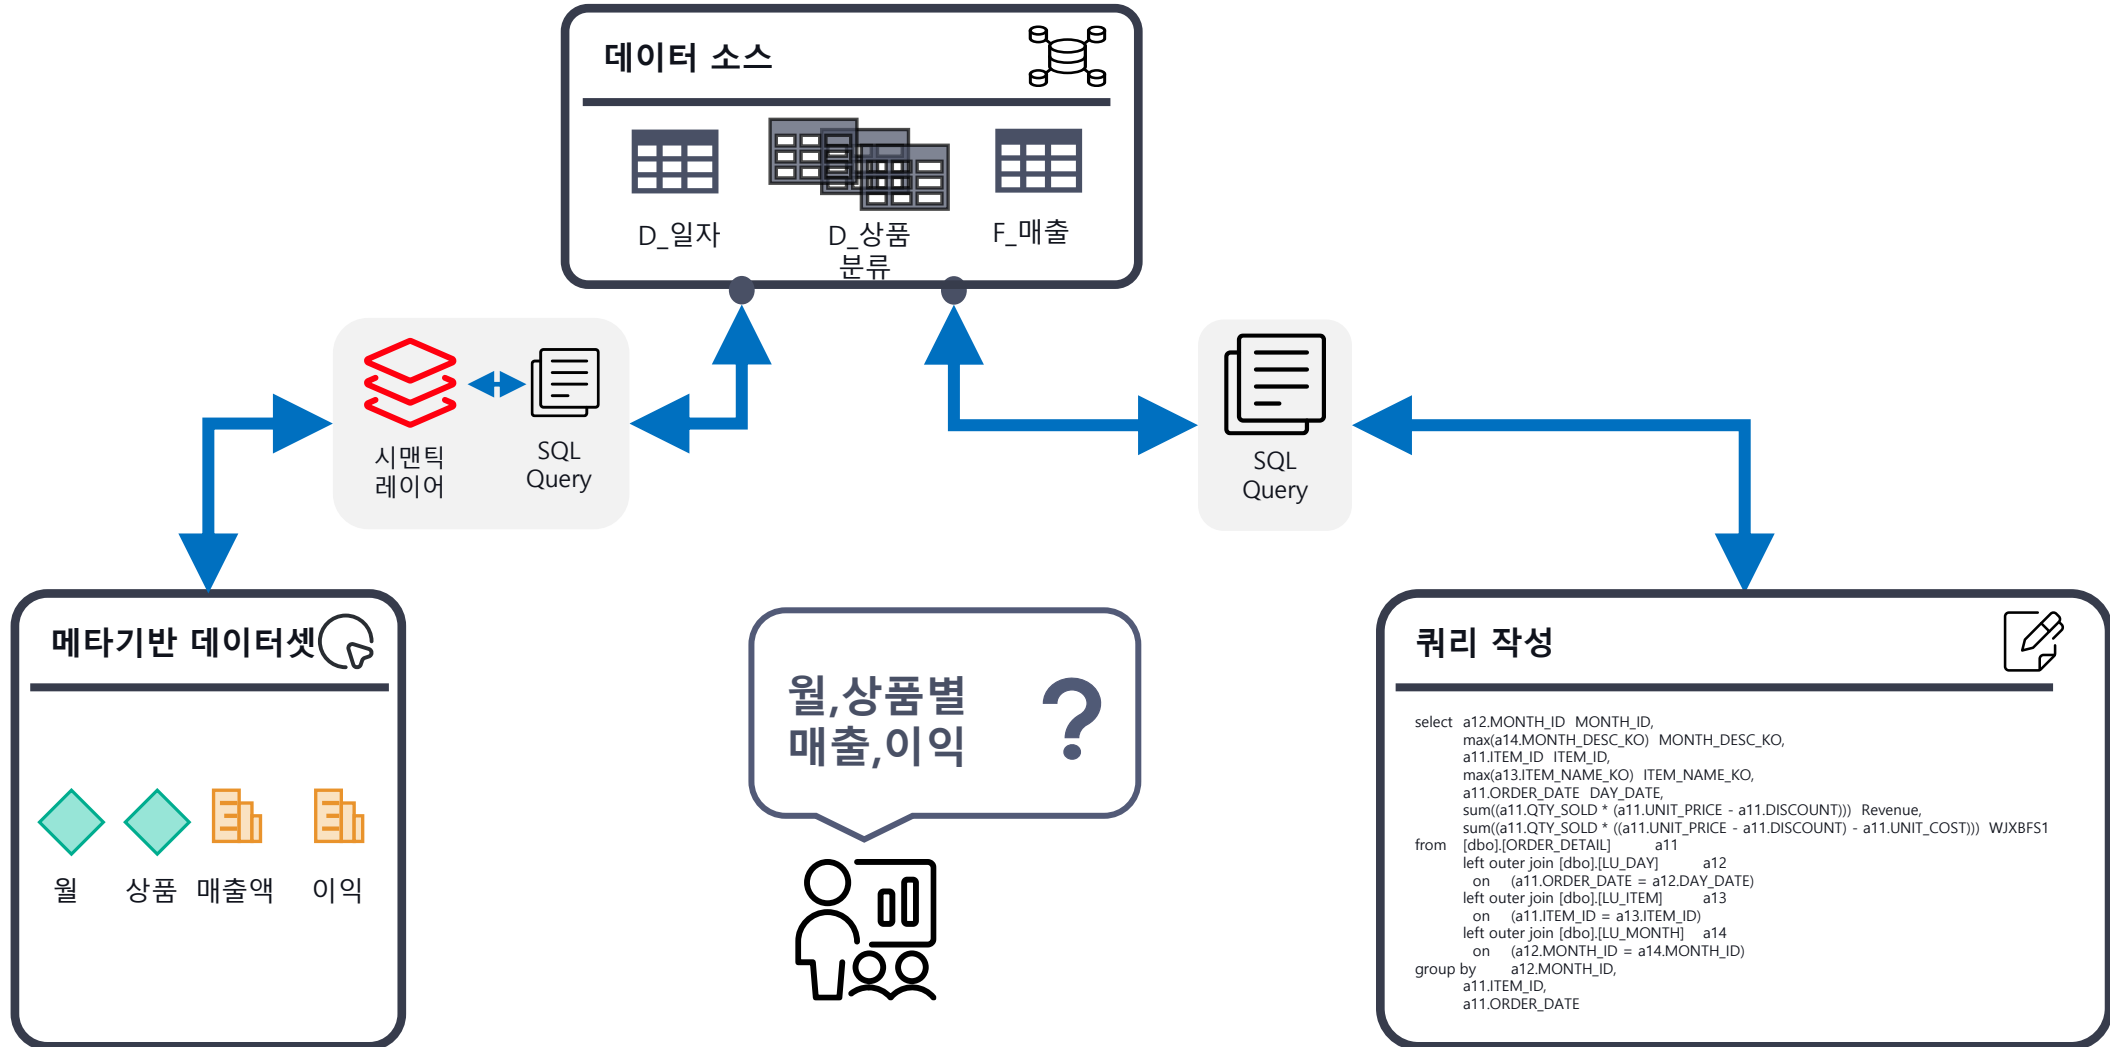 데이터 소스
D_일자
D_상품
분류
F_매출
시맨틱
레이어
SQL
Query
SQL
Query
메타기반 데이터셋
월
상품
매출액
이익
월,상품별
매출,이익
?
쿼리 작성
select a12.MONTH_ID MONTH_ID,
max(a14.MONTH_DESC_KO) MONTH_DESC_KO,
a11.ITEM_ID ITEM_ID,
max(a13.ITEM_NAME_KO) ITEM_NAME_KO,
a11.ORDER_DATE DAY_DATE,
sum((a11.QTY_SOLD * (a11.UNIT_PRICE - a11.DISCOUNT))) Revenue,
sum((a11.QTY_SOLD * ((a11.UNIT_PRICE - a11.DISCOUNT) - a11.UNIT_COST))) WJXBFS1
from [dbo].[ORDER_DETAIL] a11
left outer join [dbo].[LU_DAY] a12
on (a11.ORDER_DATE = a12.DAY_DATE)
left outer join [dbo].[LU_ITEM] a13
on (a11.ITEM_ID = a13.ITEM_ID)
left outer join [dbo].[LU_MONTH] a14
on (a12.MONTH_ID = a14.MONTH_ID)
group by a12.MONTH_ID,
a11.ITEM_ID,
a11.ORDER_DATE